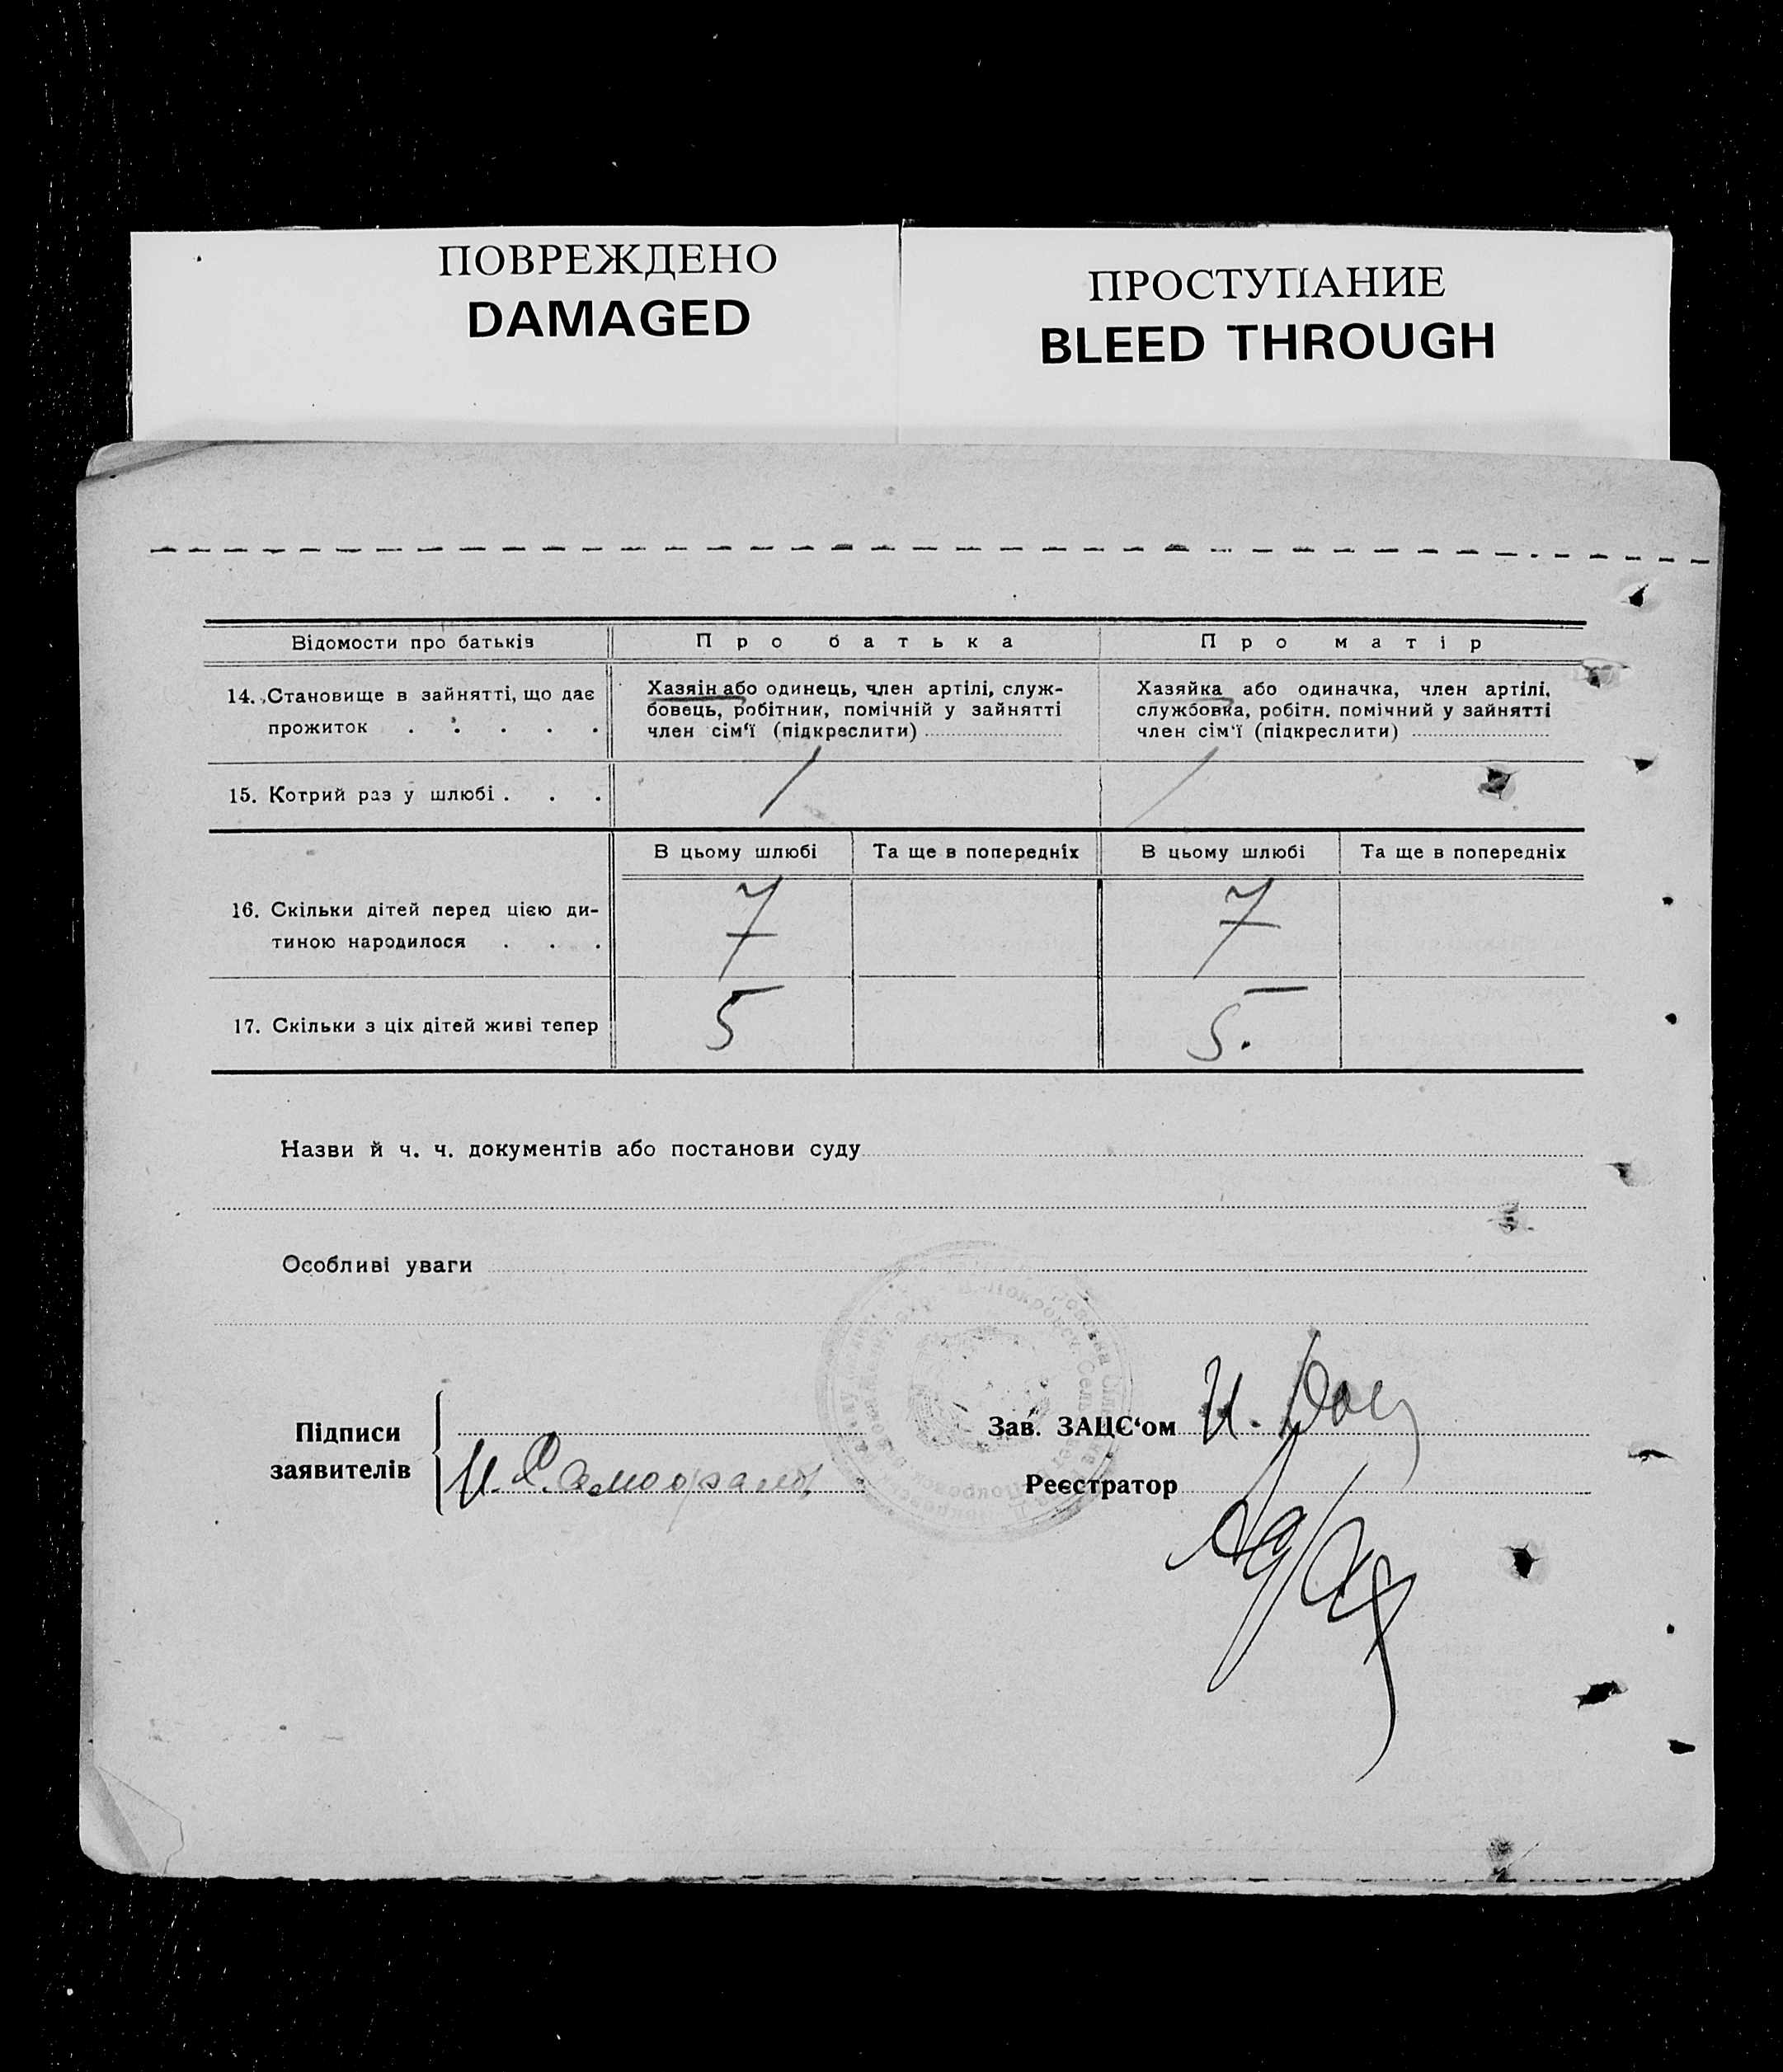 ПОВРЕЖДЕНО
DAMAGED
ПРОСТУПАНИЕ
BLEED THROUGH
Відомости про батьків
Про батька
Про матір
14. Становище в зайнятті, що дає
прожиток . . . . .
Хазяїн або одинець, член артілі, служ-
бовець, робітник, помічній у зайнятті
член сім'ї (підкреслити)
Хазяйка або одиначка, член артілі,
службовка, робітн. помічний у зайнятті
член сім'ї (підкреслити)
15. Котрий раз у шлюбі . . .
1
1
В цьому шлюбі
Та ще в попередніх
В цьому шлюбі
Та ще в попередніх
16. Скільки дітей перед цією ди-
тиною народилося . . .
7
7
17. Скільки з ціх дітей живі тепер
5
5.
Назви й ч. ч. документів або постанови суду
Особливі уваги
Підписи
заявителів
Зав. ЗАЦС‘ом
Реєстратор